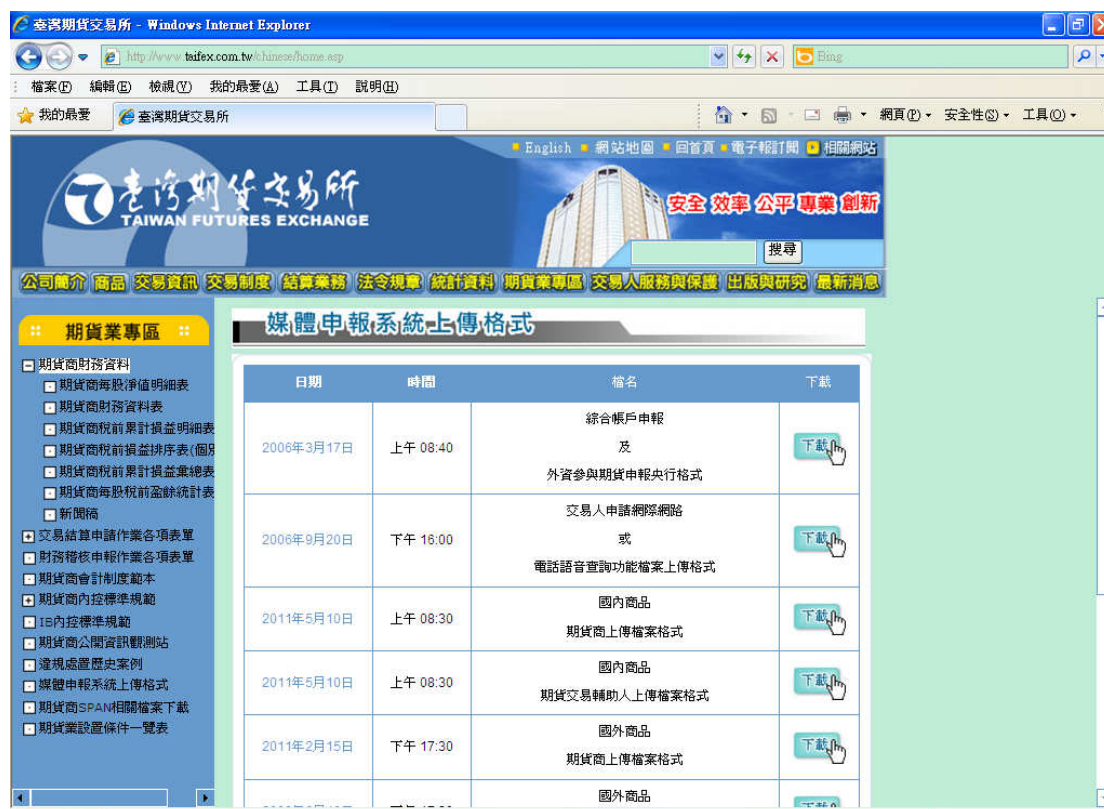 臺灣期貨交易所 - Windows Internet Explorer
http://www.taifex.com.tw/chinese/home.asp
Bing
檔案(F) 編輯(E) 檢視(V) 我的最愛(A) 工具(T) 說明(H)
我的最愛 臺灣期貨交易所 網頁(P) 安全性(S) 工具(O)
English 網站地圖 回首頁 電子報訂閱 相關網站
臺灣期貨交易所
TAIWAN FUTURES EXCHANGE
安全 效率 公平 專業 創新
搜尋
公司簡介 商品 交易資訊 交易制度 結算業務 法令規章 統計資料 期貨業專區 交易人服務與保護 出版與研究 最新消息
期貨業專區
期貨商財務資料
期貨商每股淨值明細表
期貨商財務資料表
期貨商稅前累計損益明細表
期貨商稅前損益排序表(個別
期貨商稅前累計損益彙總表
期貨商每股稅前盈餘統計表
新聞稿
交易結算申請作業各項表單
財務稽核申報作業各項表單
期貨商會計制度範本
期貨商內控標準規範
IB內控標準規範
期貨商公開資訊觀測站
違規處置歷史案例
媒體申報系統上傳格式
期貨商SPAN相關檔案下載
期貨業設置條件一覽表
媒體申報系統上傳格式
日期 時間 檔名 下載
綜合帳戶申報
2006年3月17日 上午 08:40 及 下載
外資參與期貨申報央行格式
交易人申請網際網路
2006年9月20日 下午 16:00 或 下載
電話語音查詢功能檔案上傳格式
國內商品
2011年5月10日 上午 08:30 下載
期貨商上傳檔案格式
國內商品
2011年5月10日 上午 08:30 下載
期貨交易輔助人上傳檔案格式
國外商品
2011年2月15日 下午 17:30 下載
期貨商上傳檔案格式
國外商品